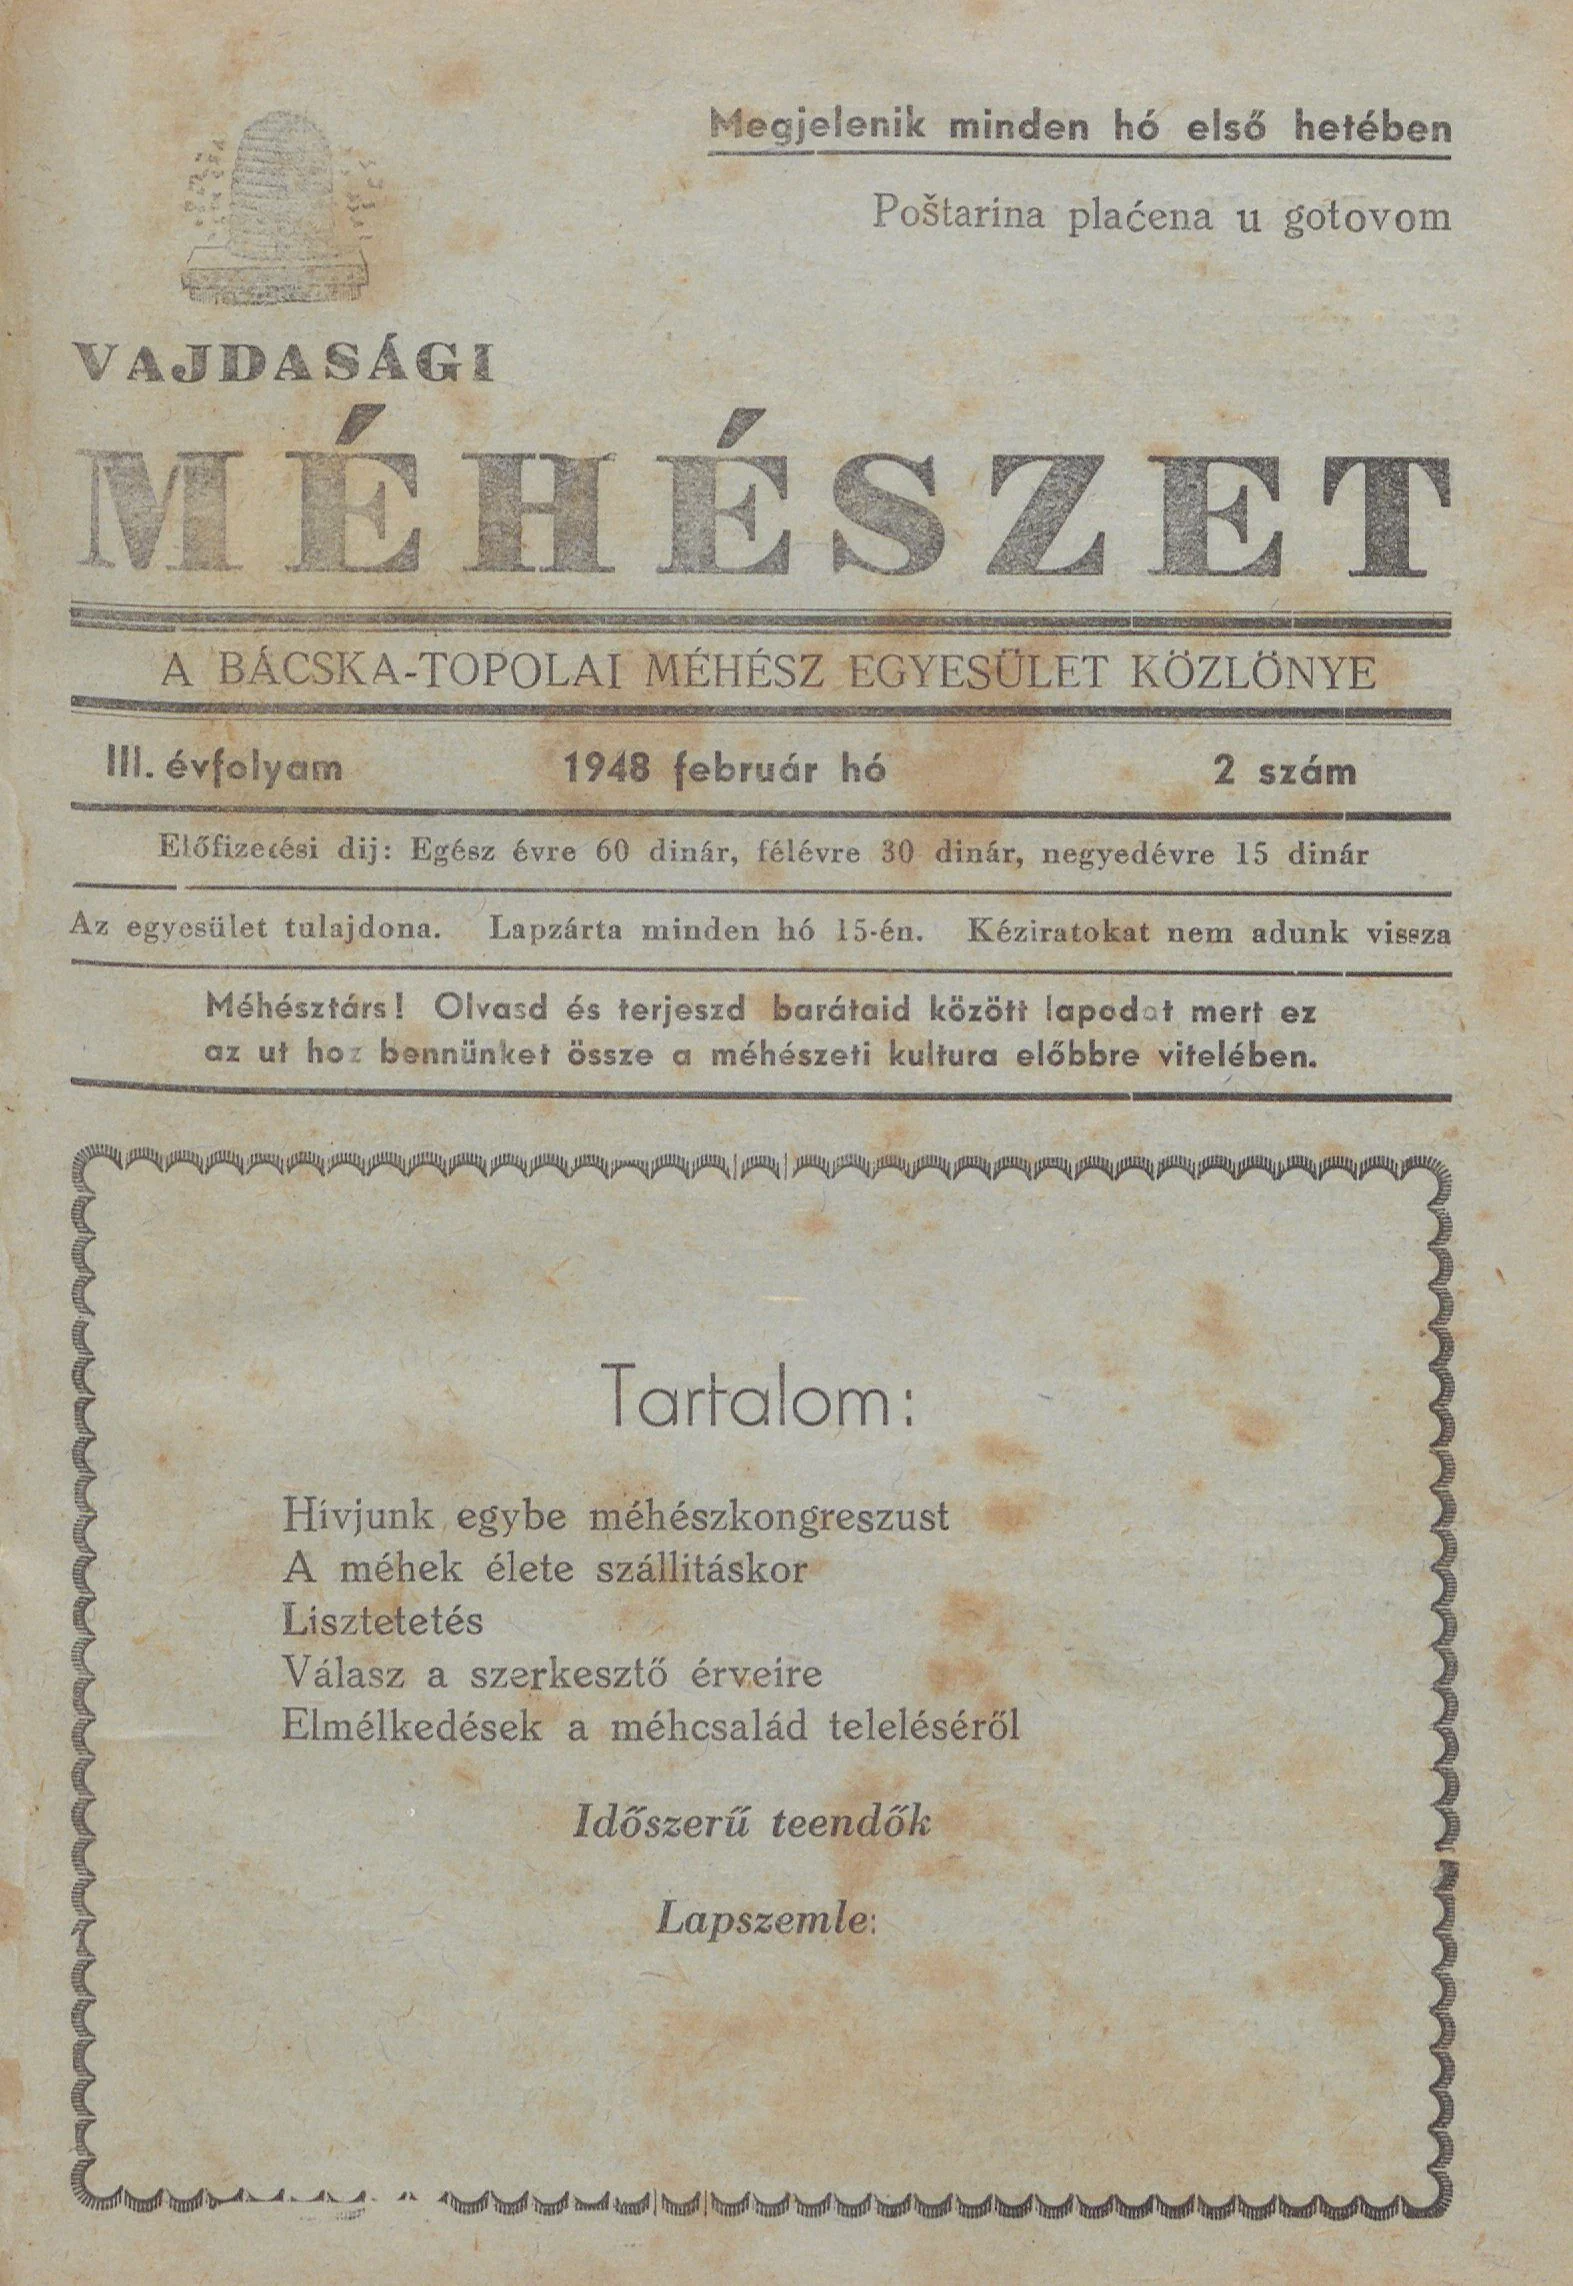 Megjelenik minden hó első hetében
Poštarina plaćena u gotovom
VAJDASÁGI
MÉHÉSZET
A BÁCSKA-TOPOLAI MÉHÉSZ EGYESÜLET KÖZLÖNYE
III. évfolyam 1948 február hó 2 szám
Előfizetési dij: Egész évre 60 dinár, félévre 30 dinár, negyedévre 15 dinár
Az egyesület tulajdona. Lapzárta minden hó 15-én. Kéziratokat nem adunk vissza
Méhésztárs! Olvasd és terjeszd barátaid között lapodat mert ez
az ut hoz bennünket össze a méhészeti kultura előbbre vitelében.
Tartalom:
Hívjunk egybe méhészkongreszust
A méhek élete szállitáskor
Lisztetetés
Válasz a szerkesztő érveire
Elmélkedések a méhcsalád teleléséről
Időszerű teendők
Lapszemle: